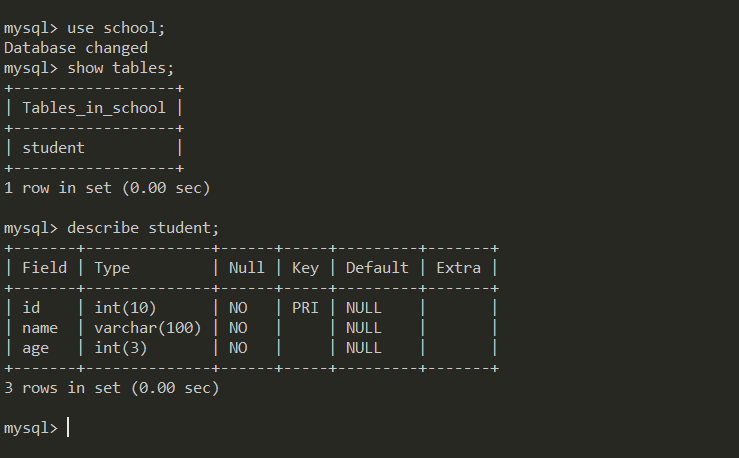 mysql> use school;
Database changed
mysql> show tables;
+------------------+
| Tables_in_school |
+------------------+
| student          |
+------------------+
1 row in set (0.00 sec)

mysql> describe student;
+-------+--------------+------+-----+---------+-------+
| Field | Type         | Null | Key | Default | Extra |
+-------+--------------+------+-----+---------+-------+
| id    | int(10)      | NO   | PRI | NULL    |       |
| name  | varchar(100) | NO   |     | NULL    |       |
| age   | int(3)       | NO   |     | NULL    |       |
+-------+--------------+------+-----+---------+-------+
3 rows in set (0.00 sec)

mysql>